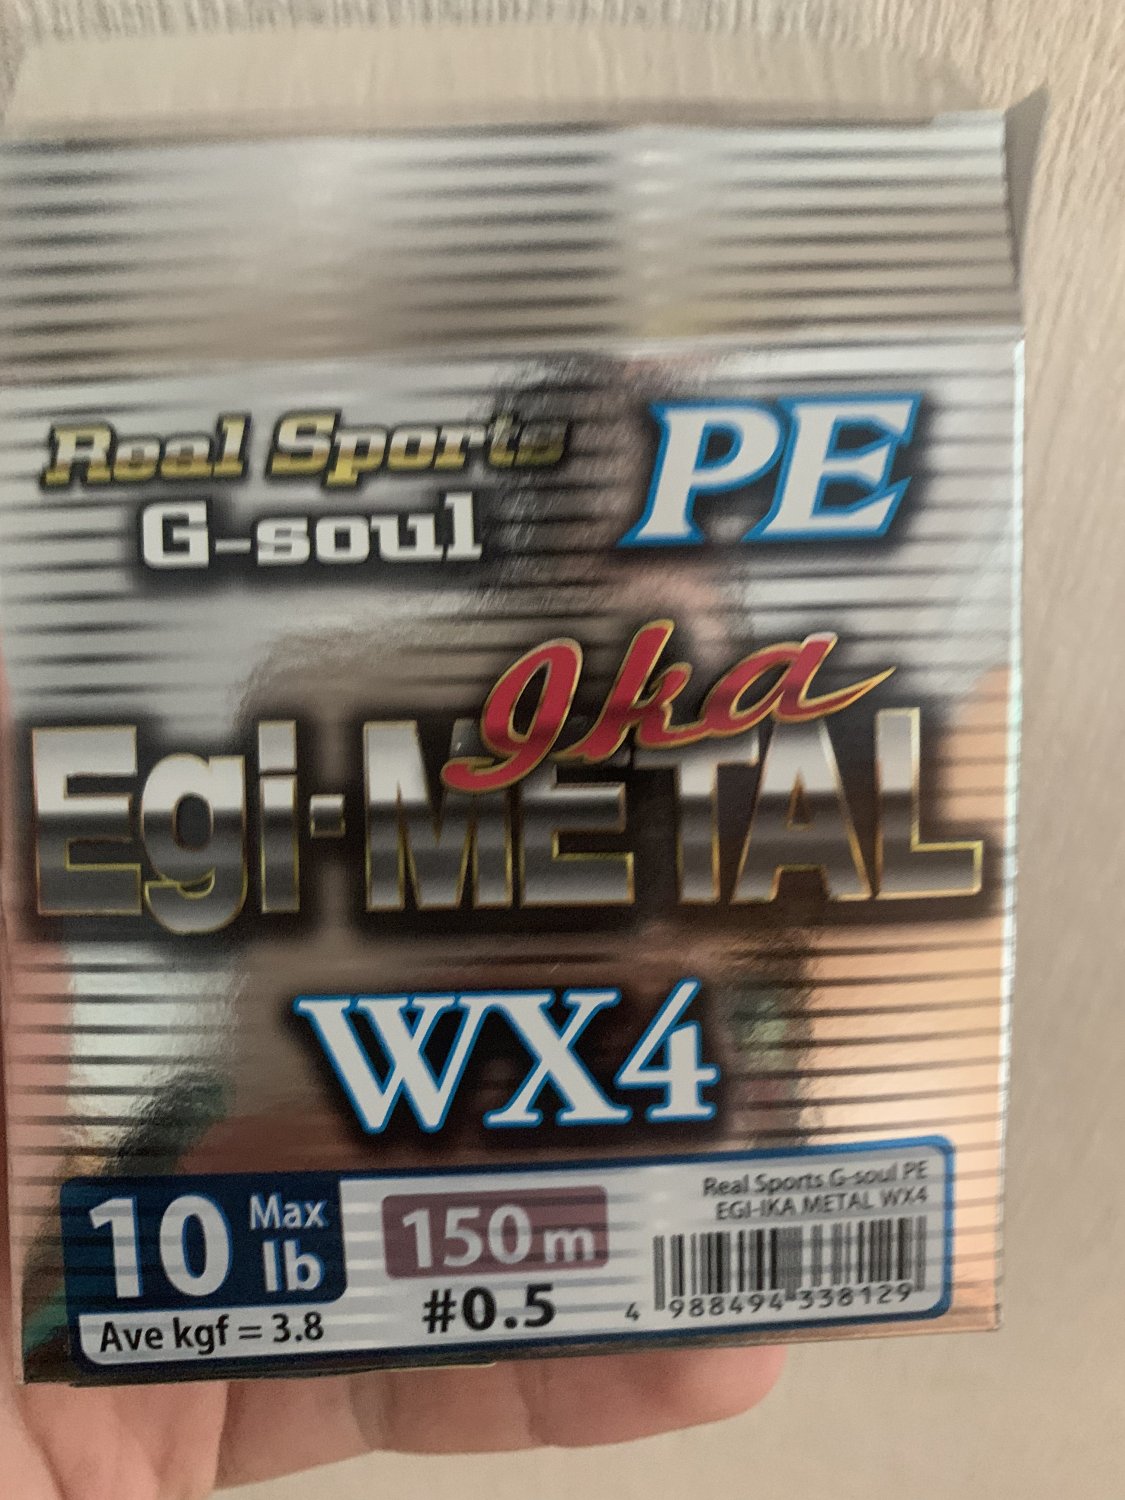 Real Sports
G-soul
PE
Ika
Egi-METAL
WX4
10 Max lb
Ave kgf = 3.8
150m
#0.5
Real Sports G-soul PE
EGI-IKA METAL WX4
4 988494 338129